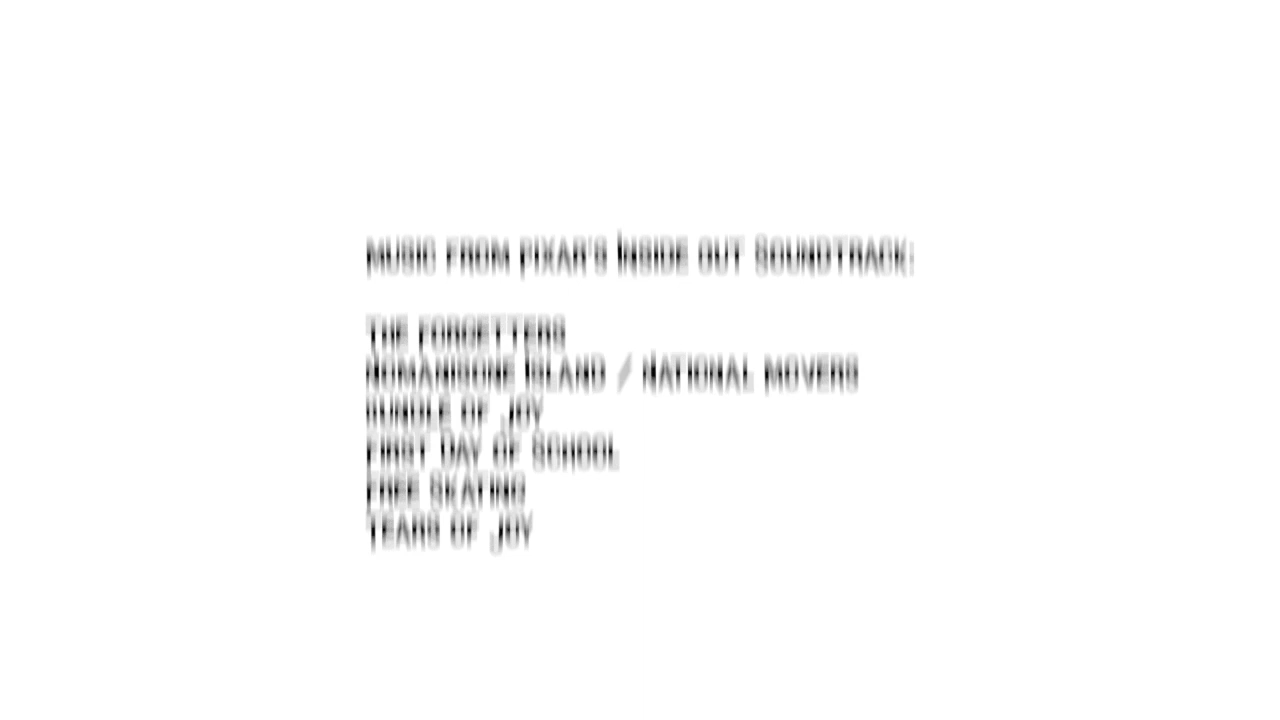 Music from Pixar's Inside Out Soundtrack:
The Forgetters
Nomanisone Island / National Movers
Bundle of Joy
First Day of School
Free Skating
Tears of Joy